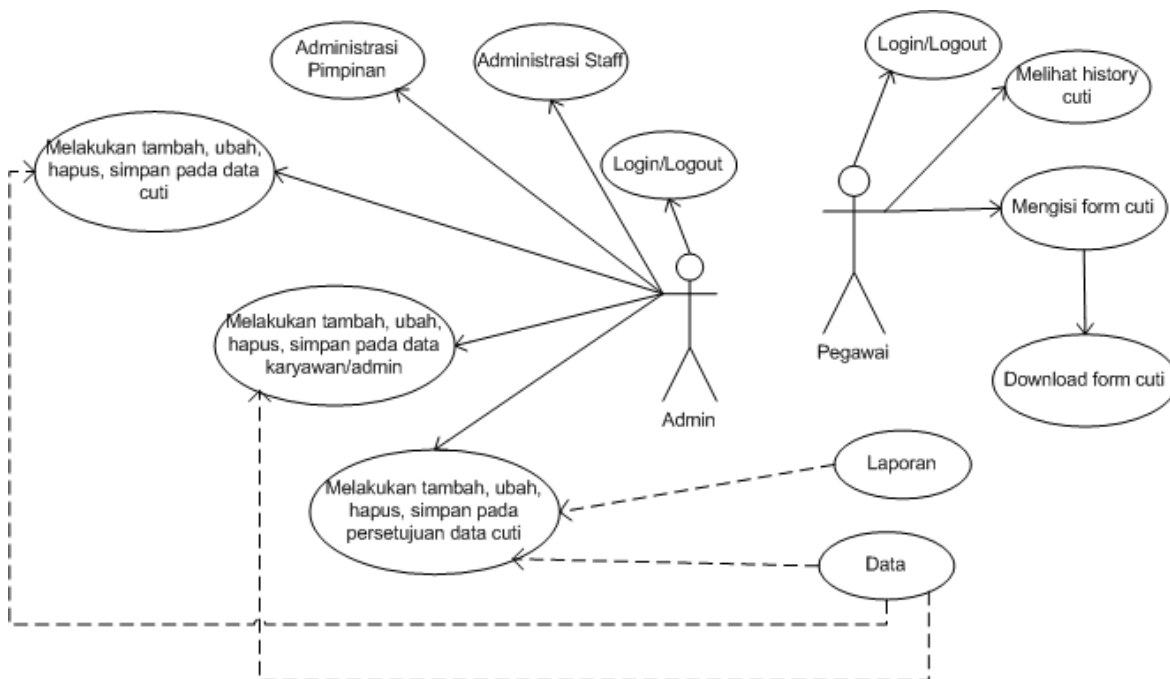 Administrasi
Pimpinan
Administrasi Staff
Login/Logout
Melihat history
cuti
Melakukan tambah, ubah,
hapus, simpan pada data
cuti
Login/Logout
Mengisi form cuti
Melakukan tambah, ubah,
hapus, simpan pada data
karyawan/admin
Pegawai
Download form cuti
Admin
Laporan
Melakukan tambah, ubah,
hapus, simpan pada
persetujuan data cuti
Data